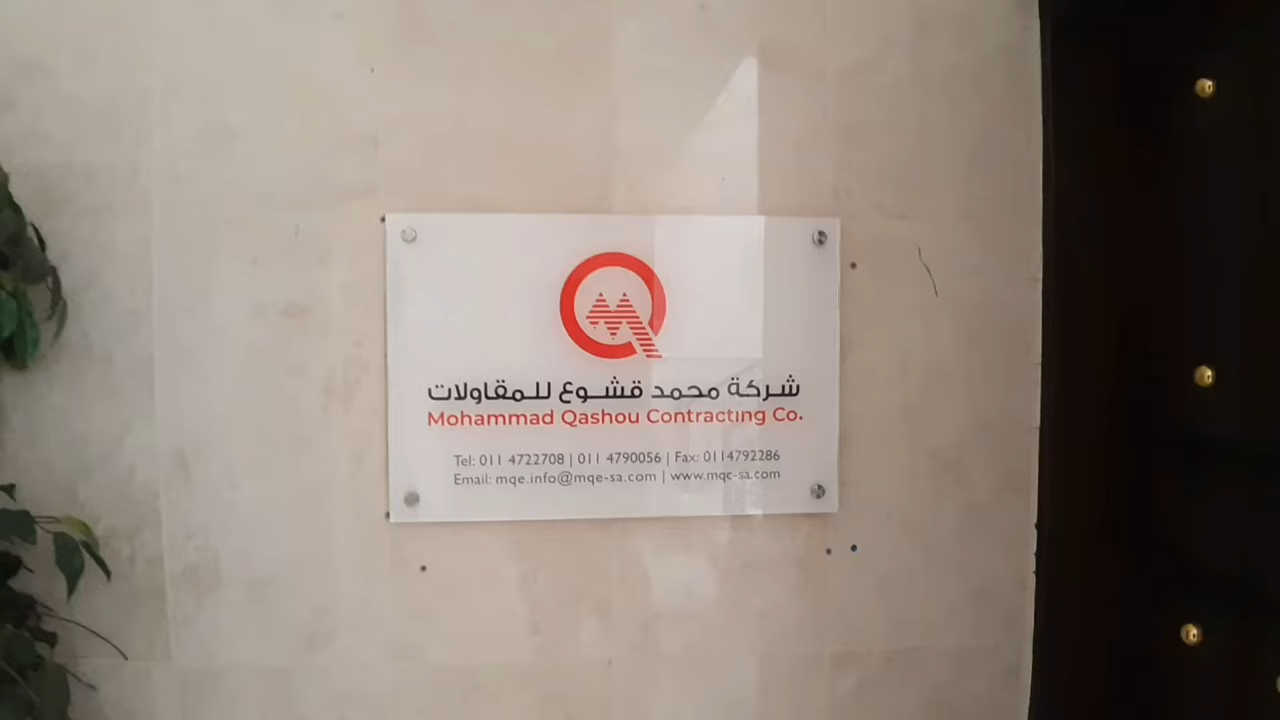 شركة محمد قشوع للمقاولات
Mohammad Qashou Contracting Co.
Tel: 011 4722708 | 011 4790056 | Fax: 0114792286
Email: mqe.info@mqe-sa.com | www.mqc-sa.com